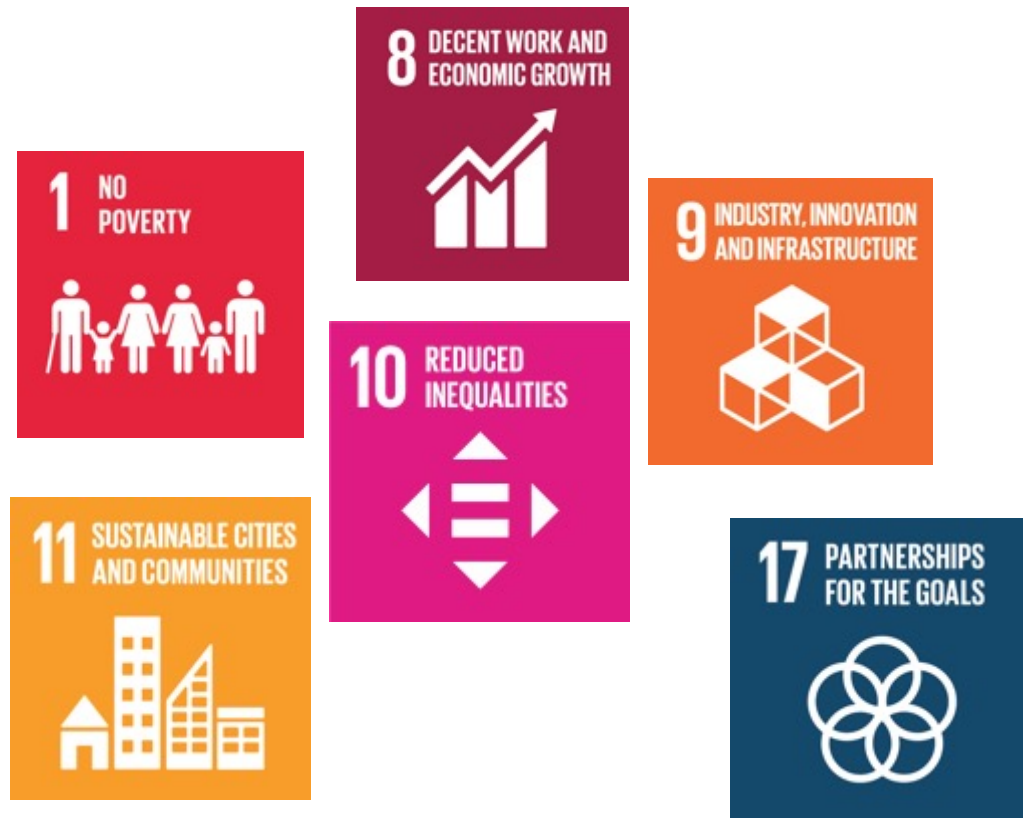 8 DECENT WORK AND
ECONOMIC GROWTH
1 NO
POVERTY
9 INDUSTRY, INNOVATION
AND INFRASTRUCTURE
10 REDUCED
INEQUALITIES
11 SUSTAINABLE CITIES
AND COMMUNITIES
17 PARTNERSHIPS
FOR THE GOALS